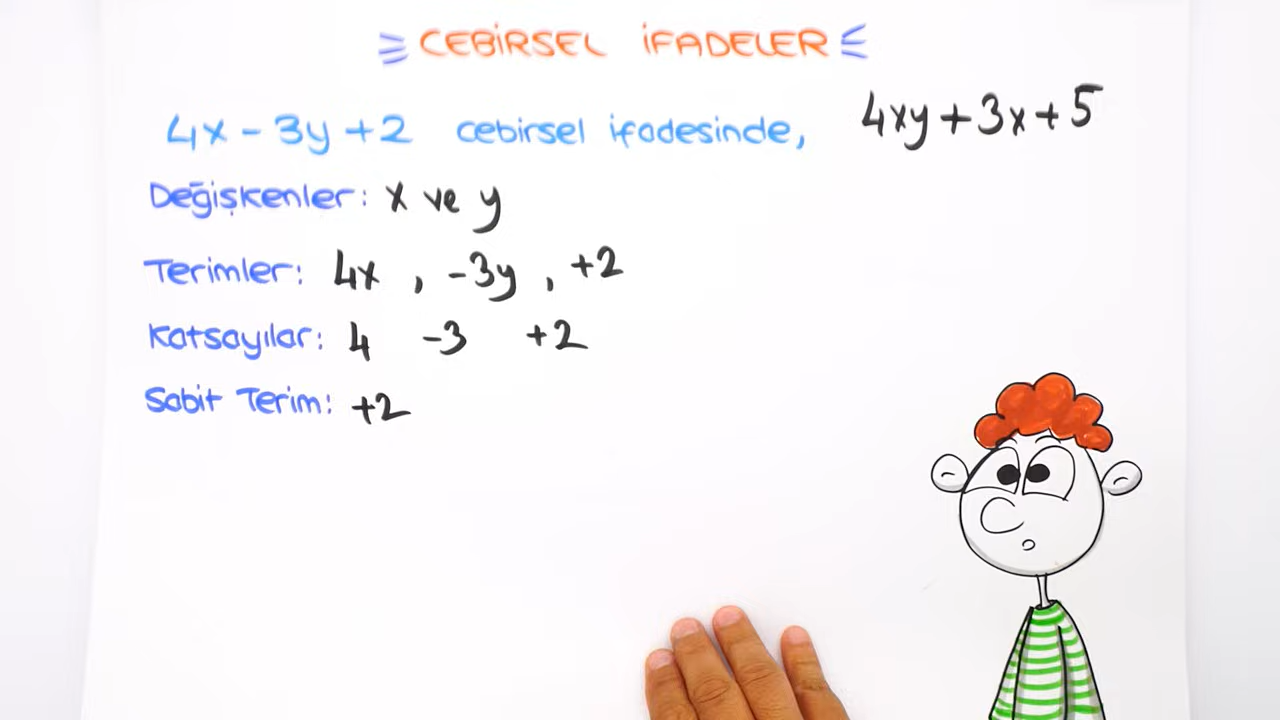 CEBİRSEL İFADELER
4x - 3y + 2 cebirsel ifadesinde,
4xy + 3x + 5
Değişkenler: x ve y
Terimler: 4x , -3y , +2
Katsayılar: 4 -3 +2
Sabit Terim: +2